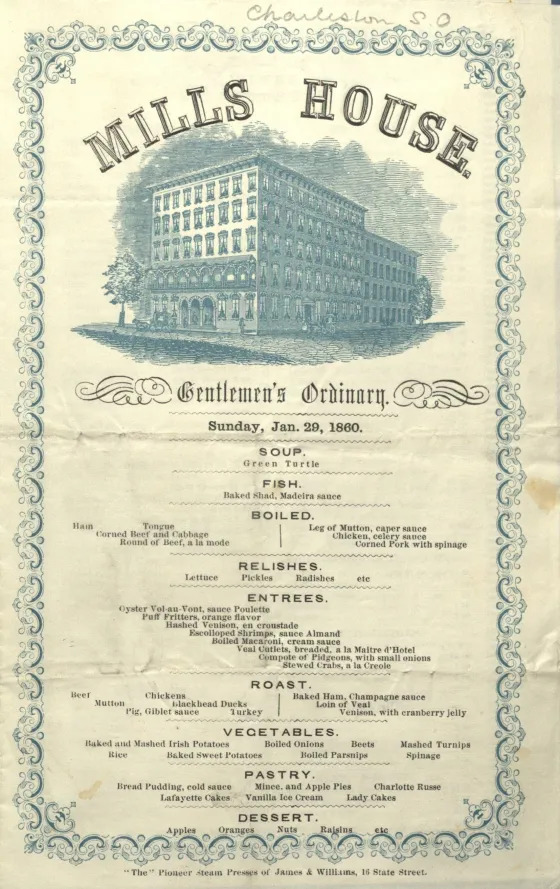 Charleston S.C
MILLS HOUSE.
Gentlemen's Ordinary.
Sunday, Jan. 29, 1860.
SOUP.
Green Turtle
FISH.
Baked Shad, Madeira sauce
BOILED.
Ham Tongue
Corned Beef and Cabbage
Round of Beef, a la mode
Leg of Mutton, caper sauce
Chicken, celery sauce
Corned Pork with spinage
RELISHES.
Lettuce Pickles Radishes etc
ENTREES.
Oyster Vol-au-Vont, sauce Poulette
Puff Fritters, orange flavor
Hashed Venison, en croustade
Escolloped Shrimps, sauce Almand
Boiled Macaroni, cream sauce
Veal Cutlets, breaded, a la Maitre d'Hotel
Compote of Pidgeons, with small onions
Stewed Crabs, a la Creole
ROAST.
Beef Chickens
Mutton Blackhead Ducks
Pig, Giblet sauce Turkey
Baked Ham, Champagne sauce
Loin of Veal
Venison, with cranberry jelly
VEGETABLES.
Baked and Mashed Irish Potatoes Boiled Onions Beets Mashed Turnips
Rice Baked Sweet Potatoes Boiled Parsnips Spinage
PASTRY.
Bread Pudding, cold sauce Mince, and Apple Pies Charlotte Russe
Lafayette Cakes Vanilla Ice Cream Lady Cakes
DESSERT.
Apples Oranges Nuts Raisins etc
"The" Pioneer Steam Presses of James & Williams, 16 State Street.